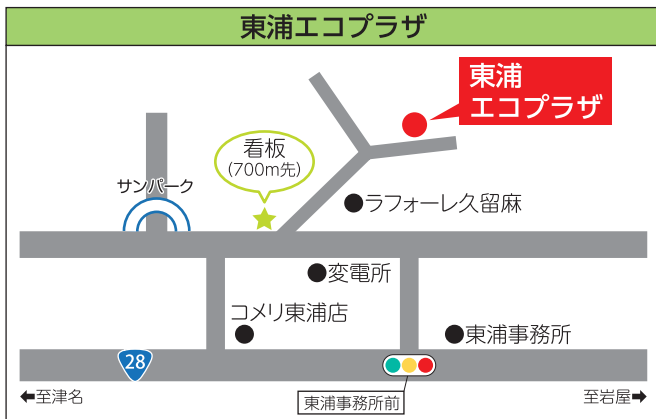 東浦エコプラザ
東浦
エコプラザ
看板
(700m先)
サンパーク
ラフォーレ久留麻
変電所
コメリ東浦店
東浦事務所
28
←至津名
東浦事務所前
至岩屋→